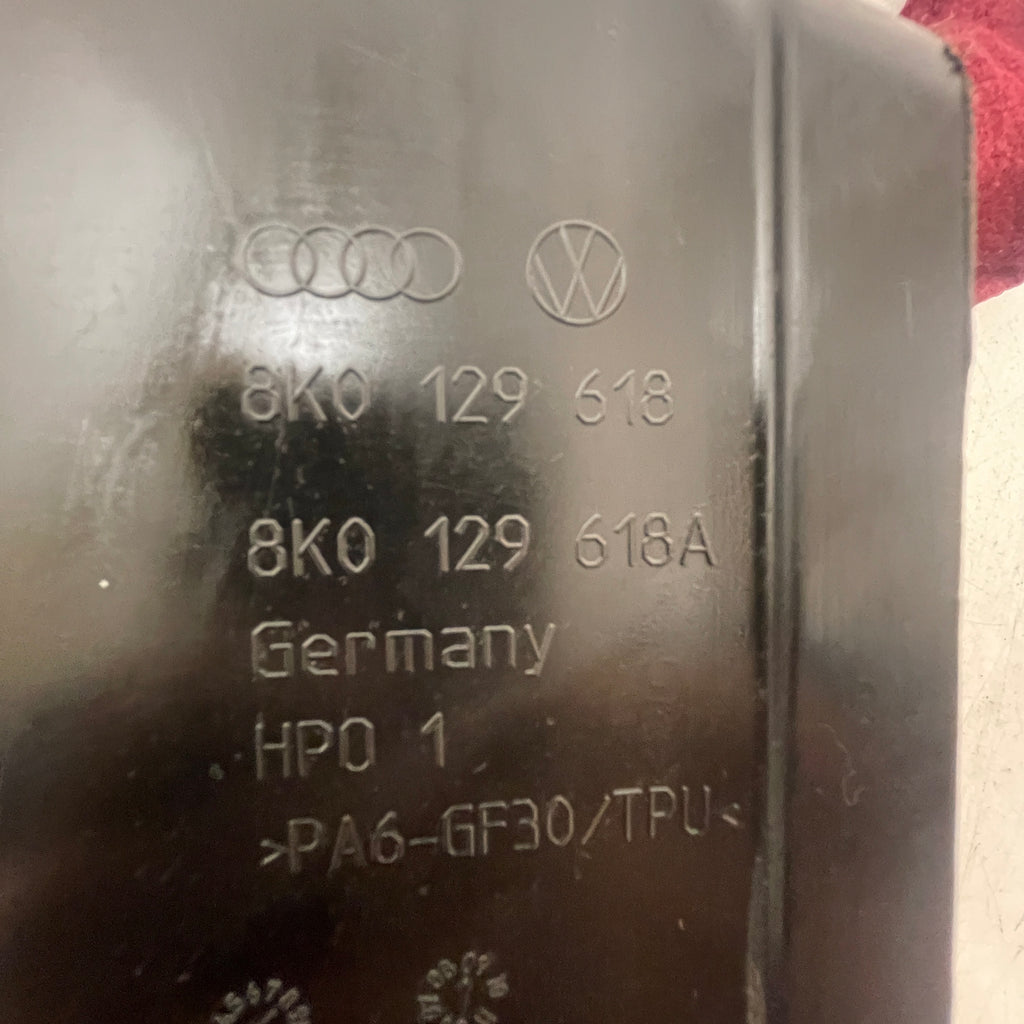 8K0 129 618
8K0 129 618A
Germany
HPO 1
>PA6-GF30/TPU<